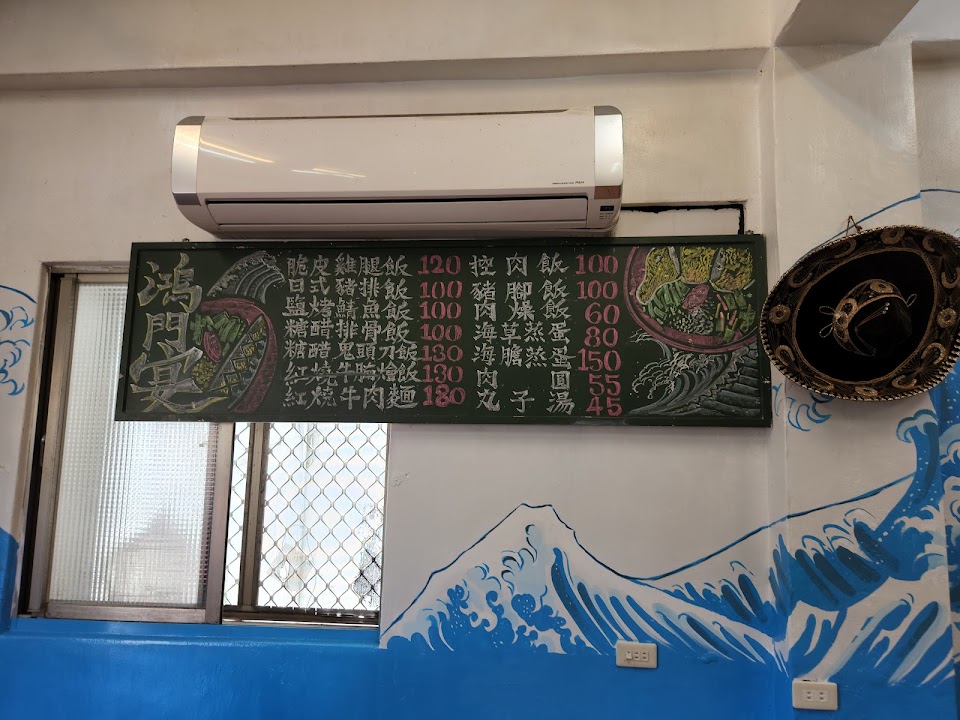 鴻門宴
脆皮雞腿飯 120
日式豬排飯 100
鹽烤鯖魚飯 100
糖醋排骨飯 100
糖醋鬼頭刀飯 130
紅燒牛腩燴飯 130
紅燒牛肉麵 180
控肉飯 100
豬腳飯 100
肉燥飯 60
海草蒸蛋 80
海膽蒸蛋 150
肉圓 55
丸子湯 45